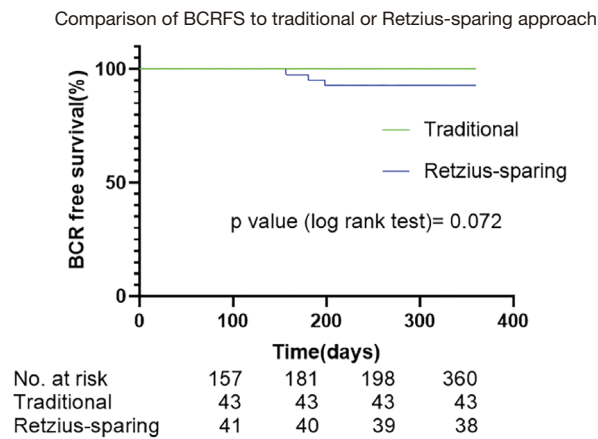 Comparison of BCRFS to traditional or Retzius-sparing approach
BCR free survival(%)
100
50
0
Traditional
Retzius-sparing
p value (log rank test)= 0.072
0 100 200 300 400
Time(days)
No. at risk 157 181 198 360
Traditional 43 43 43 43
Retzius-sparing 41 40 39 38